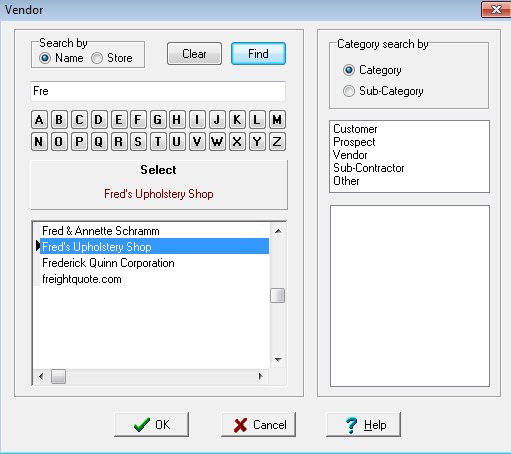 Vendor
Search by
Name Store
Clear
Find
Fre
A B C D E F G H I J K L M
N O P Q R S T U V W X Y Z
Select
Fred's Upholstery Shop
Fred & Annette Schramm
Fred's Upholstery Shop
Frederick Quinn Corporation
freightquote.com
Category search by
Category
Sub-Category
Customer
Prospect
Vendor
Sub-Contractor
Other
OK
Cancel
? Help